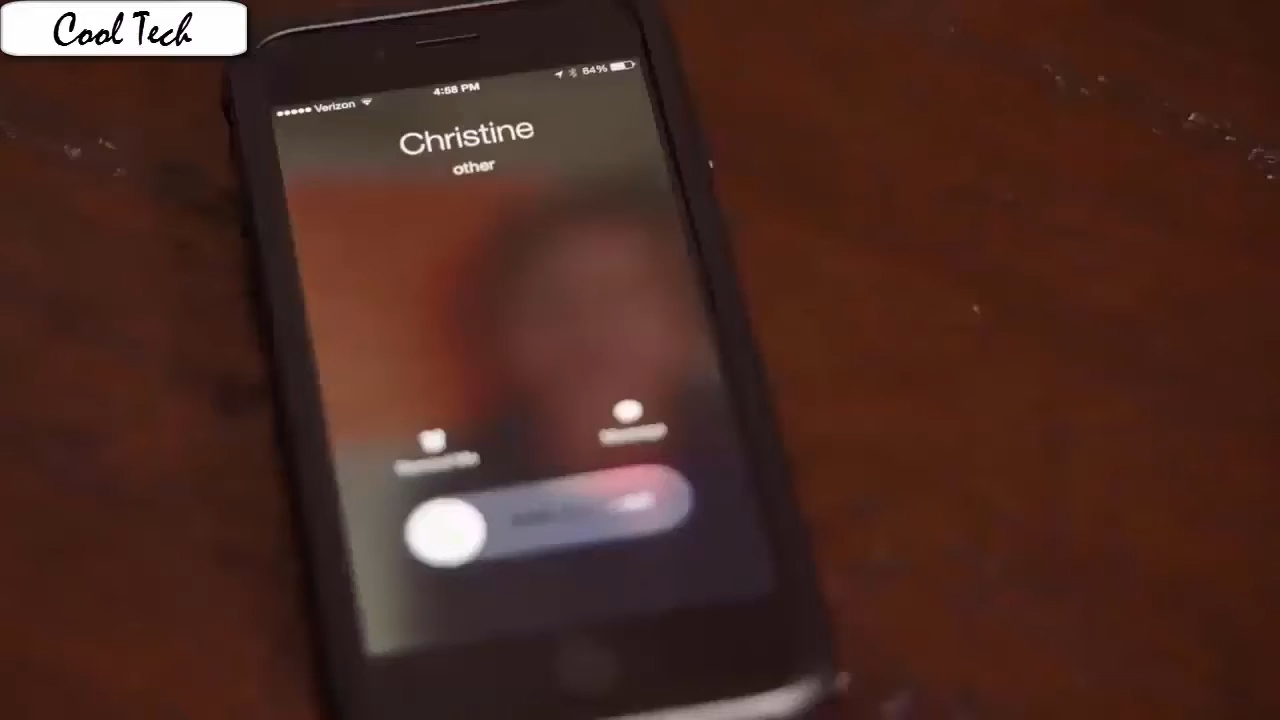 Cool Tech
●●●●● Verizon
4:58 PM
84%
Christine
other